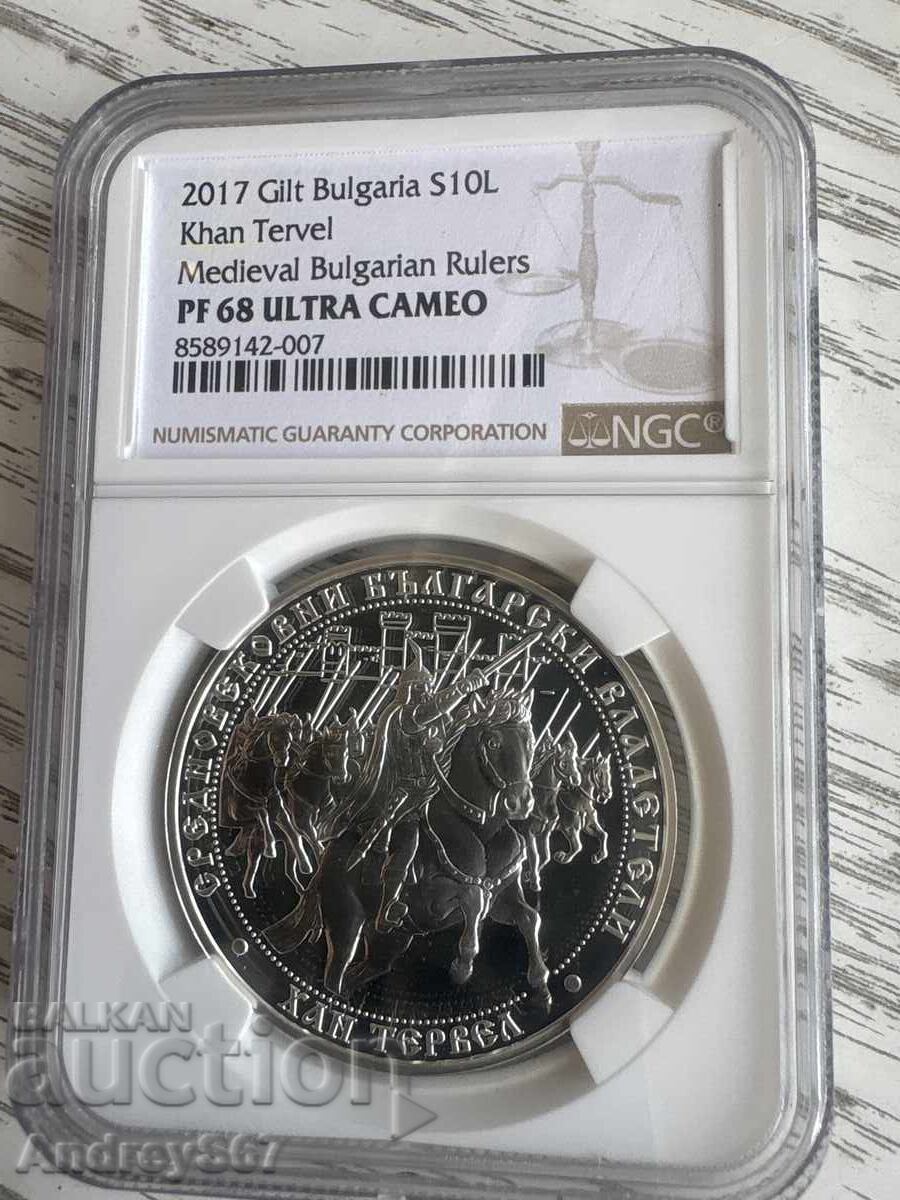 2017 Gilt Bulgaria S10L
Khan Tervel
Medieval Bulgarian Rulers
PF 68 ULTRA CAMEO
8589142-007
NUMISMATIC GUARANTY CORPORATION
NGC®
СРЕДНОВЕКОВНИ БЪЛГАРСКИ ВЛАДЕТЕЛИ
ХАН ТЕРВЕЛ
BALKAN
auction
Andrey567